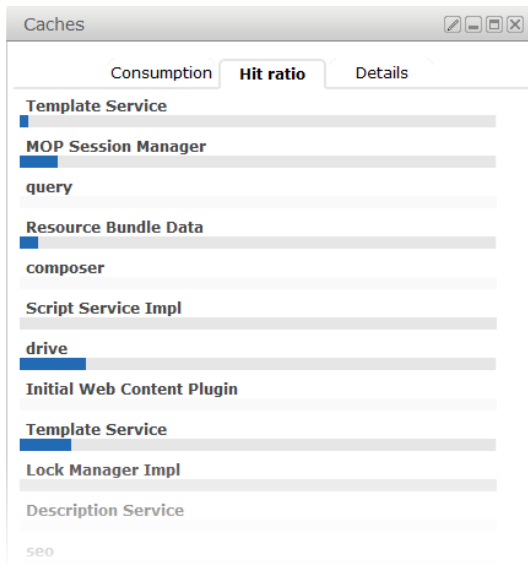 Caches
Consumption Hit ratio Details
Template Service
MOP Session Manager
query
Resource Bundle Data
composer
Script Service Impl
drive
Initial Web Content Plugin
Template Service
Lock Manager Impl
Description Service
seo